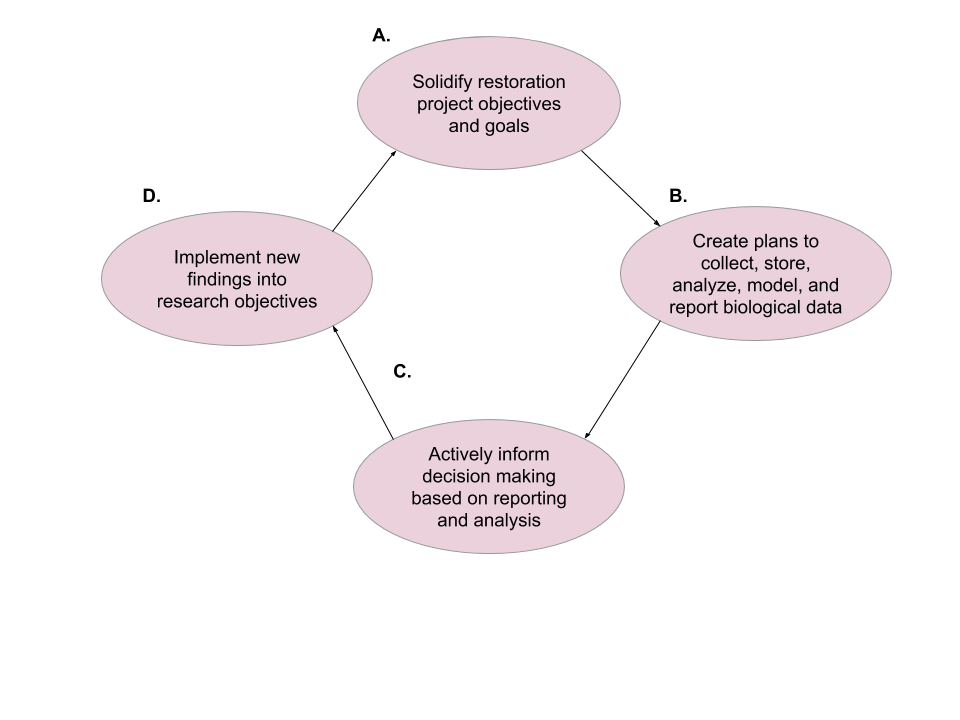 A.
Solidify restoration
project objectives
and goals
D.
B.
Create plans to
collect, store,
analyze, model, and
report biological data
Implement new
findings into
research objectives
C.
Actively inform
decision making
based on reporting
and analysis